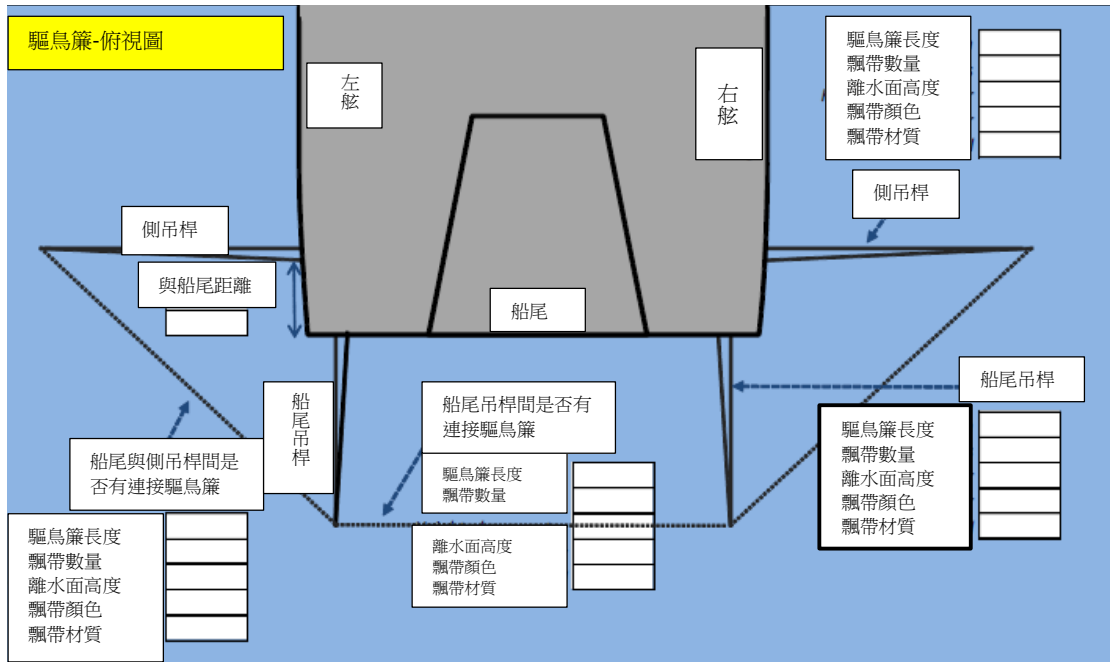 驅鳥簾-俯視圖
左
舷
右
舷
驅鳥簾長度
飄帶數量
離水面高度
飄帶顏色
飄帶材質
側吊桿
側吊桿
與船尾距離
船尾
船
尾
吊
桿
船尾吊桿間是否有
連接驅鳥簾
船尾吊桿
船尾與側吊桿間是
否有連接驅鳥簾
驅鳥簾長度
飄帶數量
離水面高度
飄帶顏色
飄帶材質
驅鳥簾長度
飄帶數量
離水面高度
飄帶顏色
飄帶材質
驅鳥簾長度
飄帶數量
離水面高度
飄帶顏色
飄帶材質